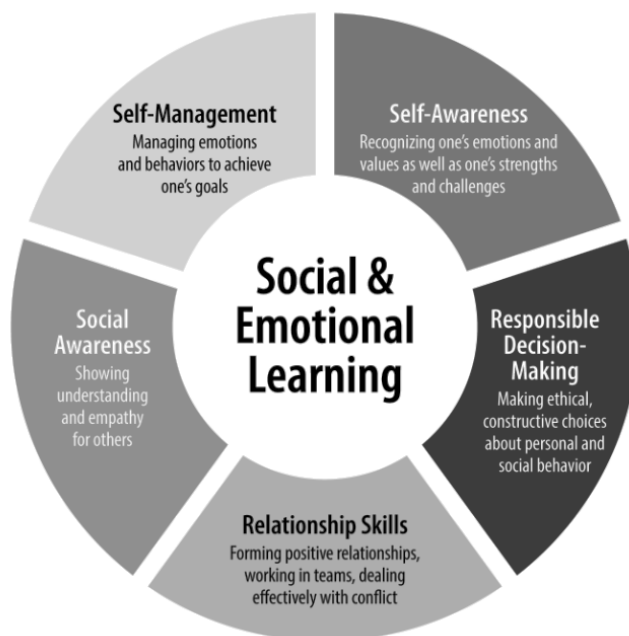 Self-Management
Managing emotions
and behaviors to achieve
one's goals
Self-Awareness
Recognizing one's emotions and
values as well as one's strengths
and challenges
Social &
Emotional
Learning
Social
Awareness
Showing
understanding
and empathy
for others
Responsible
Decision-
Making
Making ethical,
constructive choices
about personal and
social behavior
Relationship Skills
Forming positive relationships,
working in teams, dealing
effectively with conflict